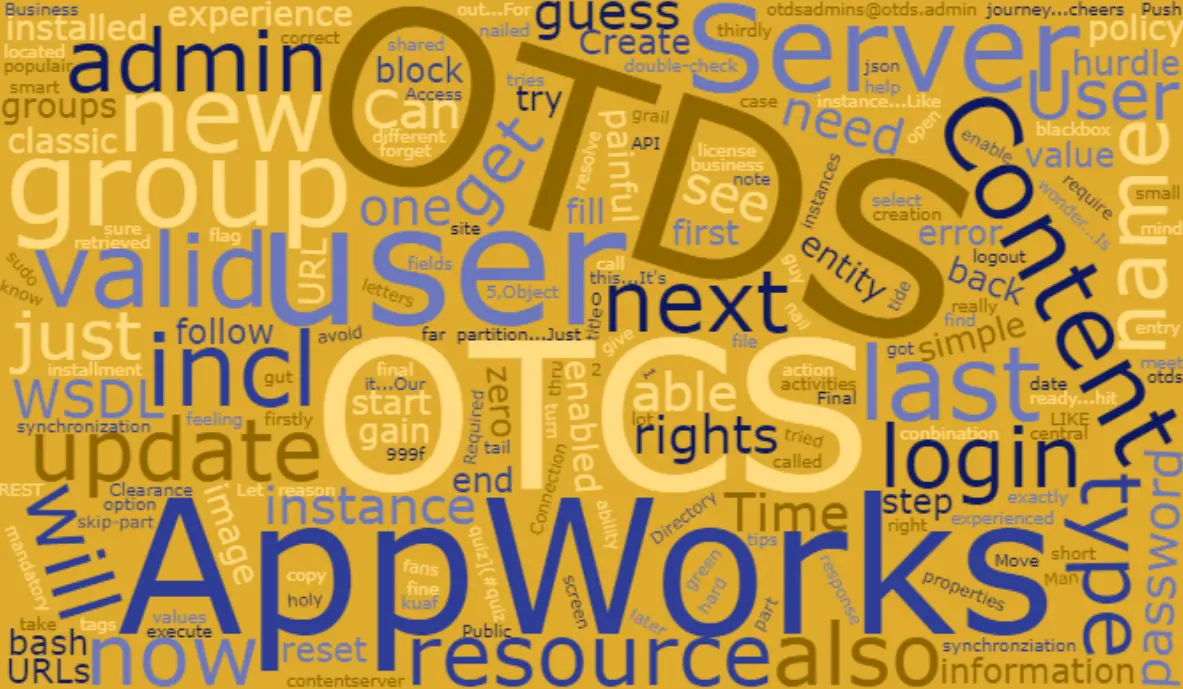 Business
out...For
guess
otdsadmins@otds.admin
journey...cheers
Push
installed
experience
correct
OTDS
shared
nailed
Create
Server
thirdly
policy
located
admin
block
tries
double-check
json
hurdle
populair
smart
Access
try
help
User
groups
new
Can
get
painful
grail
case
need
instance...Like
open
Content
classic
different
forget
resolve
API
license
business
note
enable
blackbox
value
name
group
one
fill
see
instances
select
creation
require
small
sure
retrieved
flag
URL
site
first
entity
error
wonder...Is
mind
sudo
know
valid
user
fields
call
guy
back
logout
letters
5,Object
this...It's
nail
tide
really
entry
just
follow
avoid
far
partition...Just
0
title
next
find
simple
installment
incl
gut
final
OTCS
give
file
got
meet
otds
WSDL
it...Our
start
zero
enabled
thru
2
1
able
action
activities
Final
last
date
ready...hit
synchronization
feeling
firstly
gain
Required
turn
lot
rights
tried
conbination
LIKE
central
type
update
999f
tail
called
login
REST
Clearance
Let
reason
end
Connection
step
exactly
password
option
skip-part
instance
Directory
Time
right
experienced
Will
image
AppWorks
quiz](#quiz
ability
tips
short
mandatory
copy
fans
fine
kuaf
screen
green
hard
response
Move
Man
holy
properties
take
tags
values
execute
Public
later
part
bash
URLs
now
reset
resource
also
synchronziation
contentserver
information